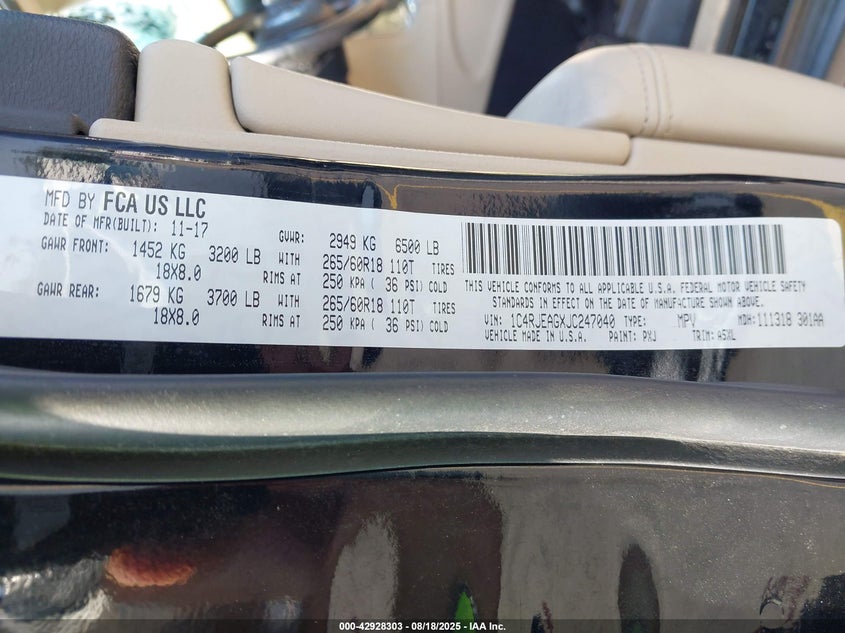 MFD BY FCA US LLC
DATE OF MFR(BUILT): 11-17 GVWR: 2949 KG 6500 LB
GAWR FRONT: 1452 KG 3200 LB WITH 265/60R18 110T TIRES
18X8.0 RIMS AT 250 KPA ( 36 PSI) COLD
GAWR REAR: 1679 KG 3700 LB WITH 265/60R18 110T TIRES
18X8.0 RIMS AT 250 KPA ( 36 PSI) COLD
THIS VEHICLE CONFORMS TO ALL APPLICABLE U.S.A. FEDERAL MOTOR VEHICLE SAFETY
STANDARDS IN EFFECT ON THE DATE OF MANUFACTURE SHOWN ABOVE.
VIN: 1C4RJEAGXJC247040 TYPE: MPV MDH:111318 301AA
VEHICLE MADE IN U.S.A. PAINT: PXJ TRIM: A5XL
000-42928303 - 08/18/2025 - IAA Inc.